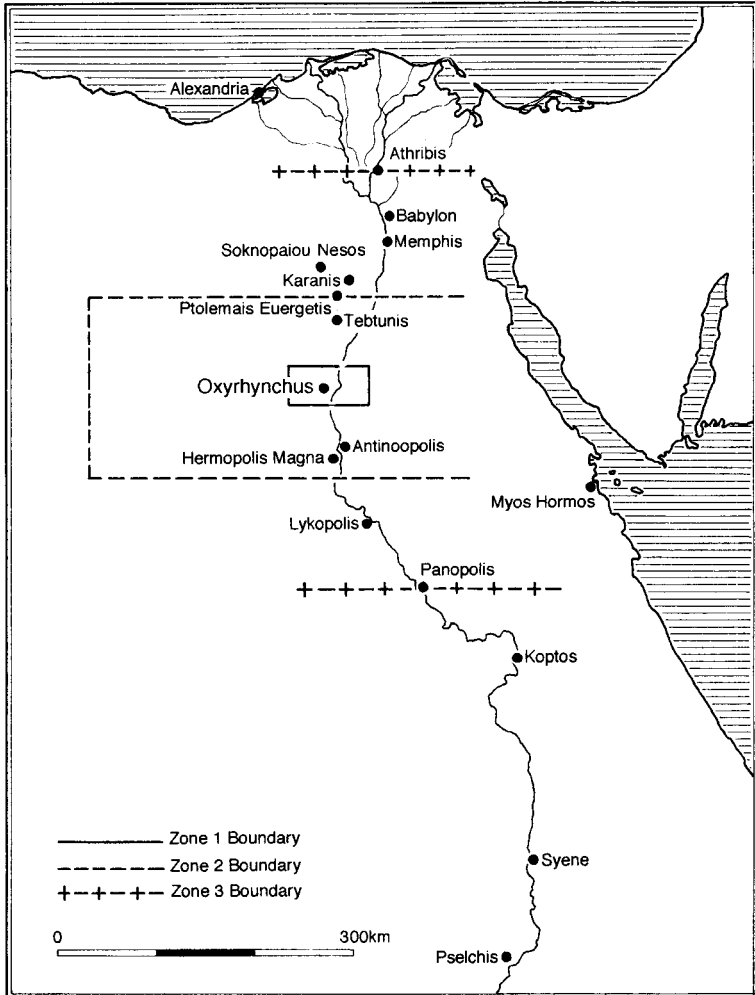 Alexandria
Athribis
Babylon
Memphis
Soknopaiou Nesos
Karanis
Ptolemais Euergetis
Tebtunis
Oxyrhynchus
Antinoopolis
Hermopolis Magna
Myos Hormos
Lykopolis
Panopolis
Koptos
Zone 1 Boundary
Zone 2 Boundary
Zone 3 Boundary
Syene
0 300km
Pselchis